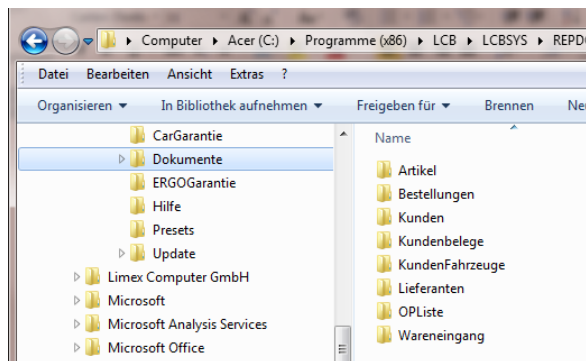 Computer Acer (C:) Programme (x86) LCB LCBSYS
Datei Bearbeiten Ansicht Extras ?
Organisieren In Bibliothek aufnehmen Freigeben für Brennen
CarGarantie
Dokumente
ERGOGarantie
Hilfe
Presets
Update
Limex Computer GmbH
Microsoft
Microsoft Analysis Services
Microsoft Office
Name
Artikel
Bestellungen
Kunden
Kundenbelege
KundenFahrzeuge
Lieferanten
OPListe
Wareneingang